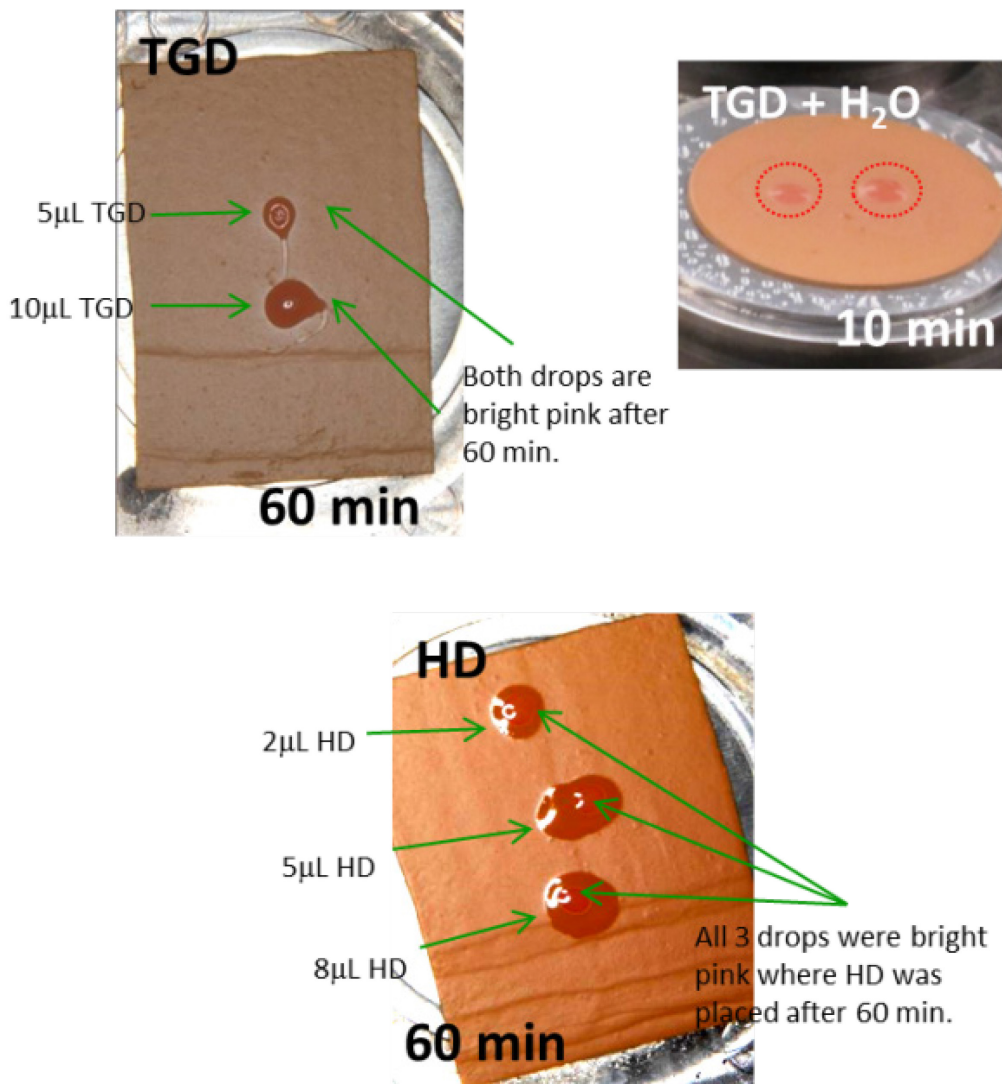 TGD
5µL TGD
10µL TGD
Both drops are
bright pink after
60 min.
60 min
TGD + H₂O
10 min
HD
2µL HD
5µL HD
8µL HD
All 3 drops were bright
pink where HD was
placed after 60 min.
60 min